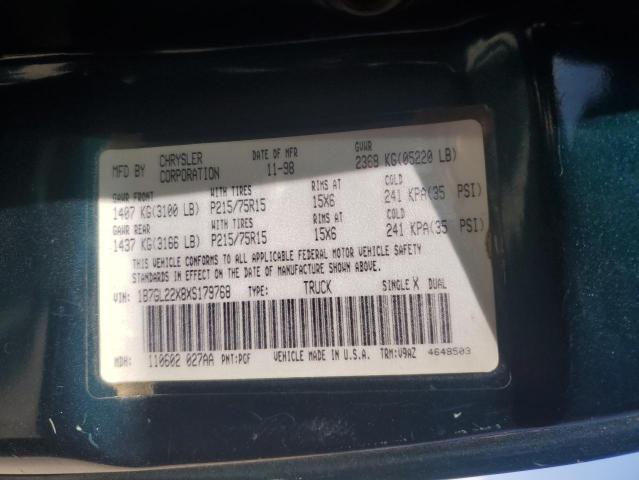 MFD BY CHRYSLER CORPORATION DATE OF MFR 11-98 GVWR 2369 KG(05220 LB)
GAWR FRONT WITH TIRES RIMS AT COLD
1407 KG(3100 LB) P215/75R15 15X6 241 KPA(35 PSI)
GAWR REAR WITH TIRES RIMS AT COLD
1437 KG(3166 LB) P215/75R15 15X6 241 KPA(35 PSI)
THIS VEHICLE CONFORMS TO ALL APPLICABLE FEDERAL MOTOR VEHICLE SAFETY
STANDARDS IN EFFECT ON THE DATE OF MANUFACTURE SHOWN ABOVE.
VIN: 1B7GL22X8XS179768 TYPE: TRUCK SINGLE X DUAL
MDH: 110602 027AA PNT:PCF VEHICLE MADE IN U.S.A. TRM:V9AZ 4648503